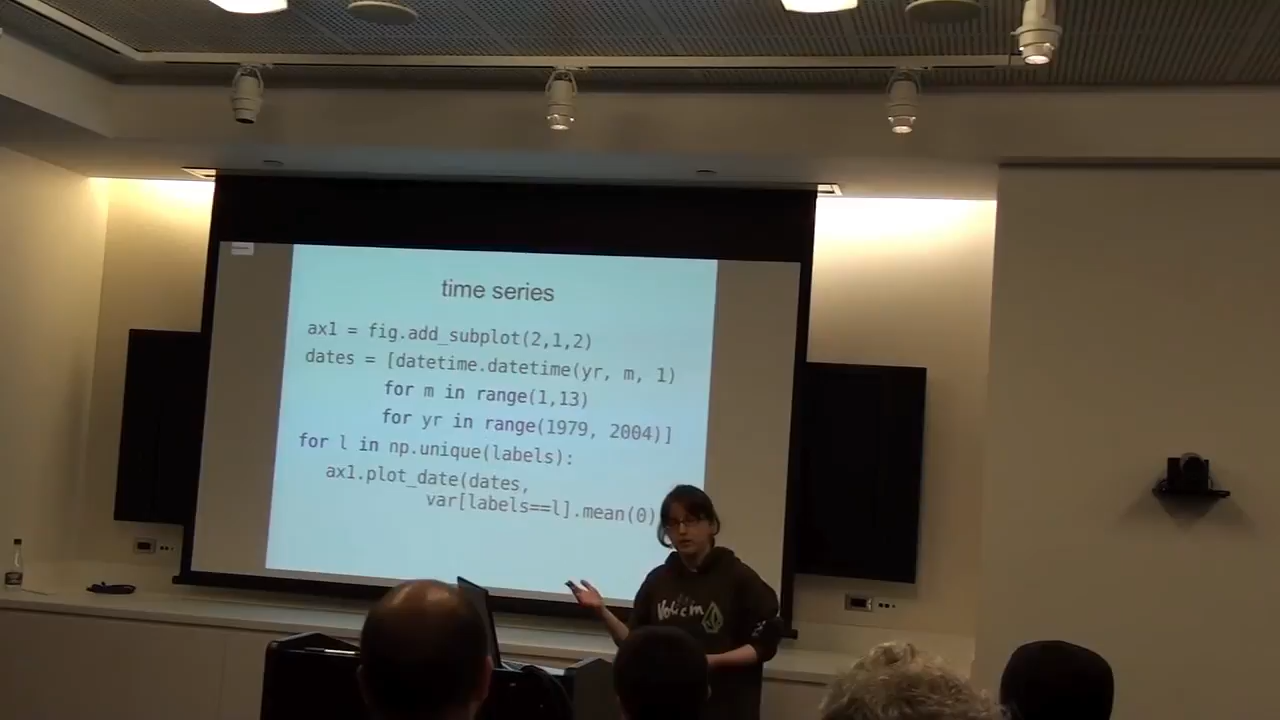 time series
ax1 = fig.add_subplot(2,1,2)
dates = [datetime.datetime(yr, m, 1)
for m in range(1,13)
for yr in range(1979, 2004)]
for l in np.unique(labels):
ax1.plot_date(dates,
var[labels==l].mean(0)
Volcom